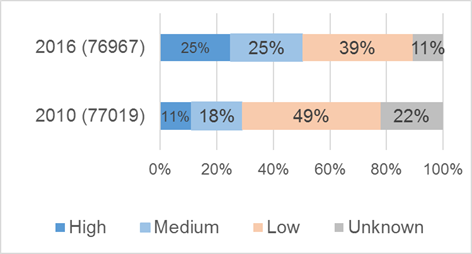 2016 (76967) 25% 25% 39% 11%
2010 (77019) 11% 18% 49% 22%
0% 20% 40% 60% 80% 100%
High Medium Low Unknown